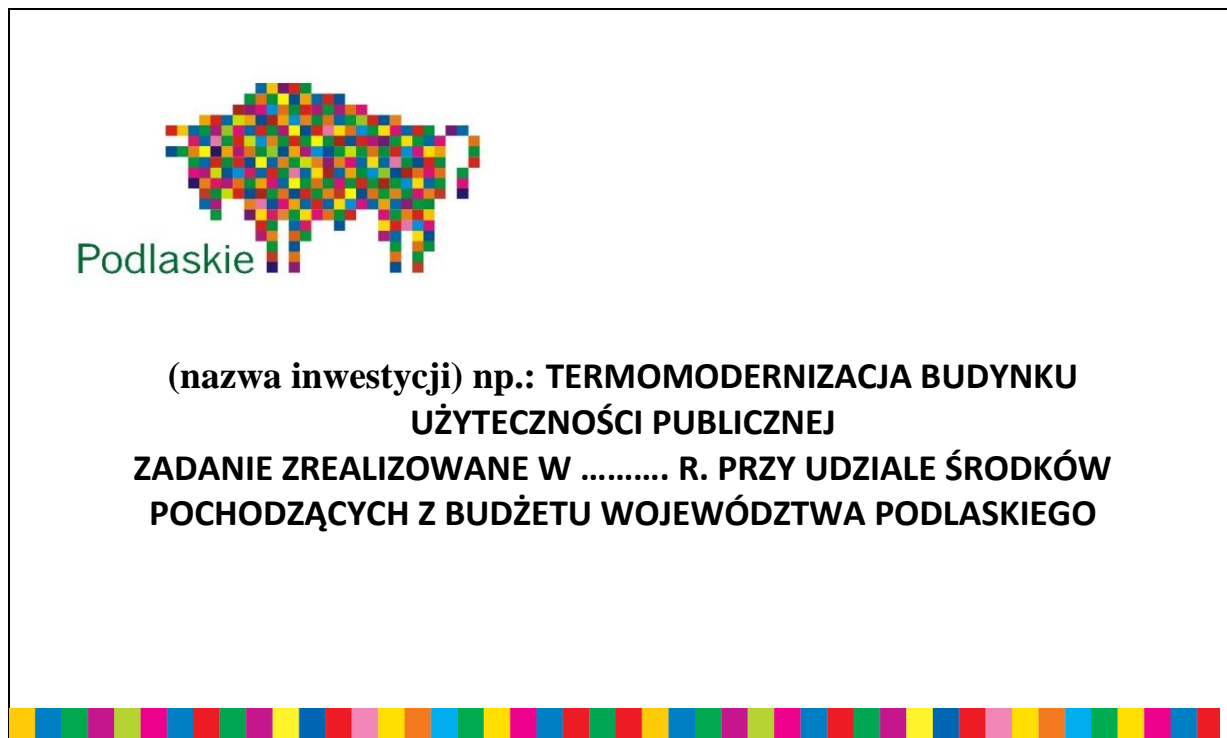 Podlaskie
(nazwa inwestycji) np.: TERMOMODERNIZACJA BUDYNKU
UŻYTECZNOŚCI PUBLICZNEJ
ZADANIE ZREALIZOWANE W ………. R. PRZY UDZIALE ŚRODKÓW
POCHODZĄCYCH Z BUDŻETU WOJEWÓDZTWA PODLASKIEGO